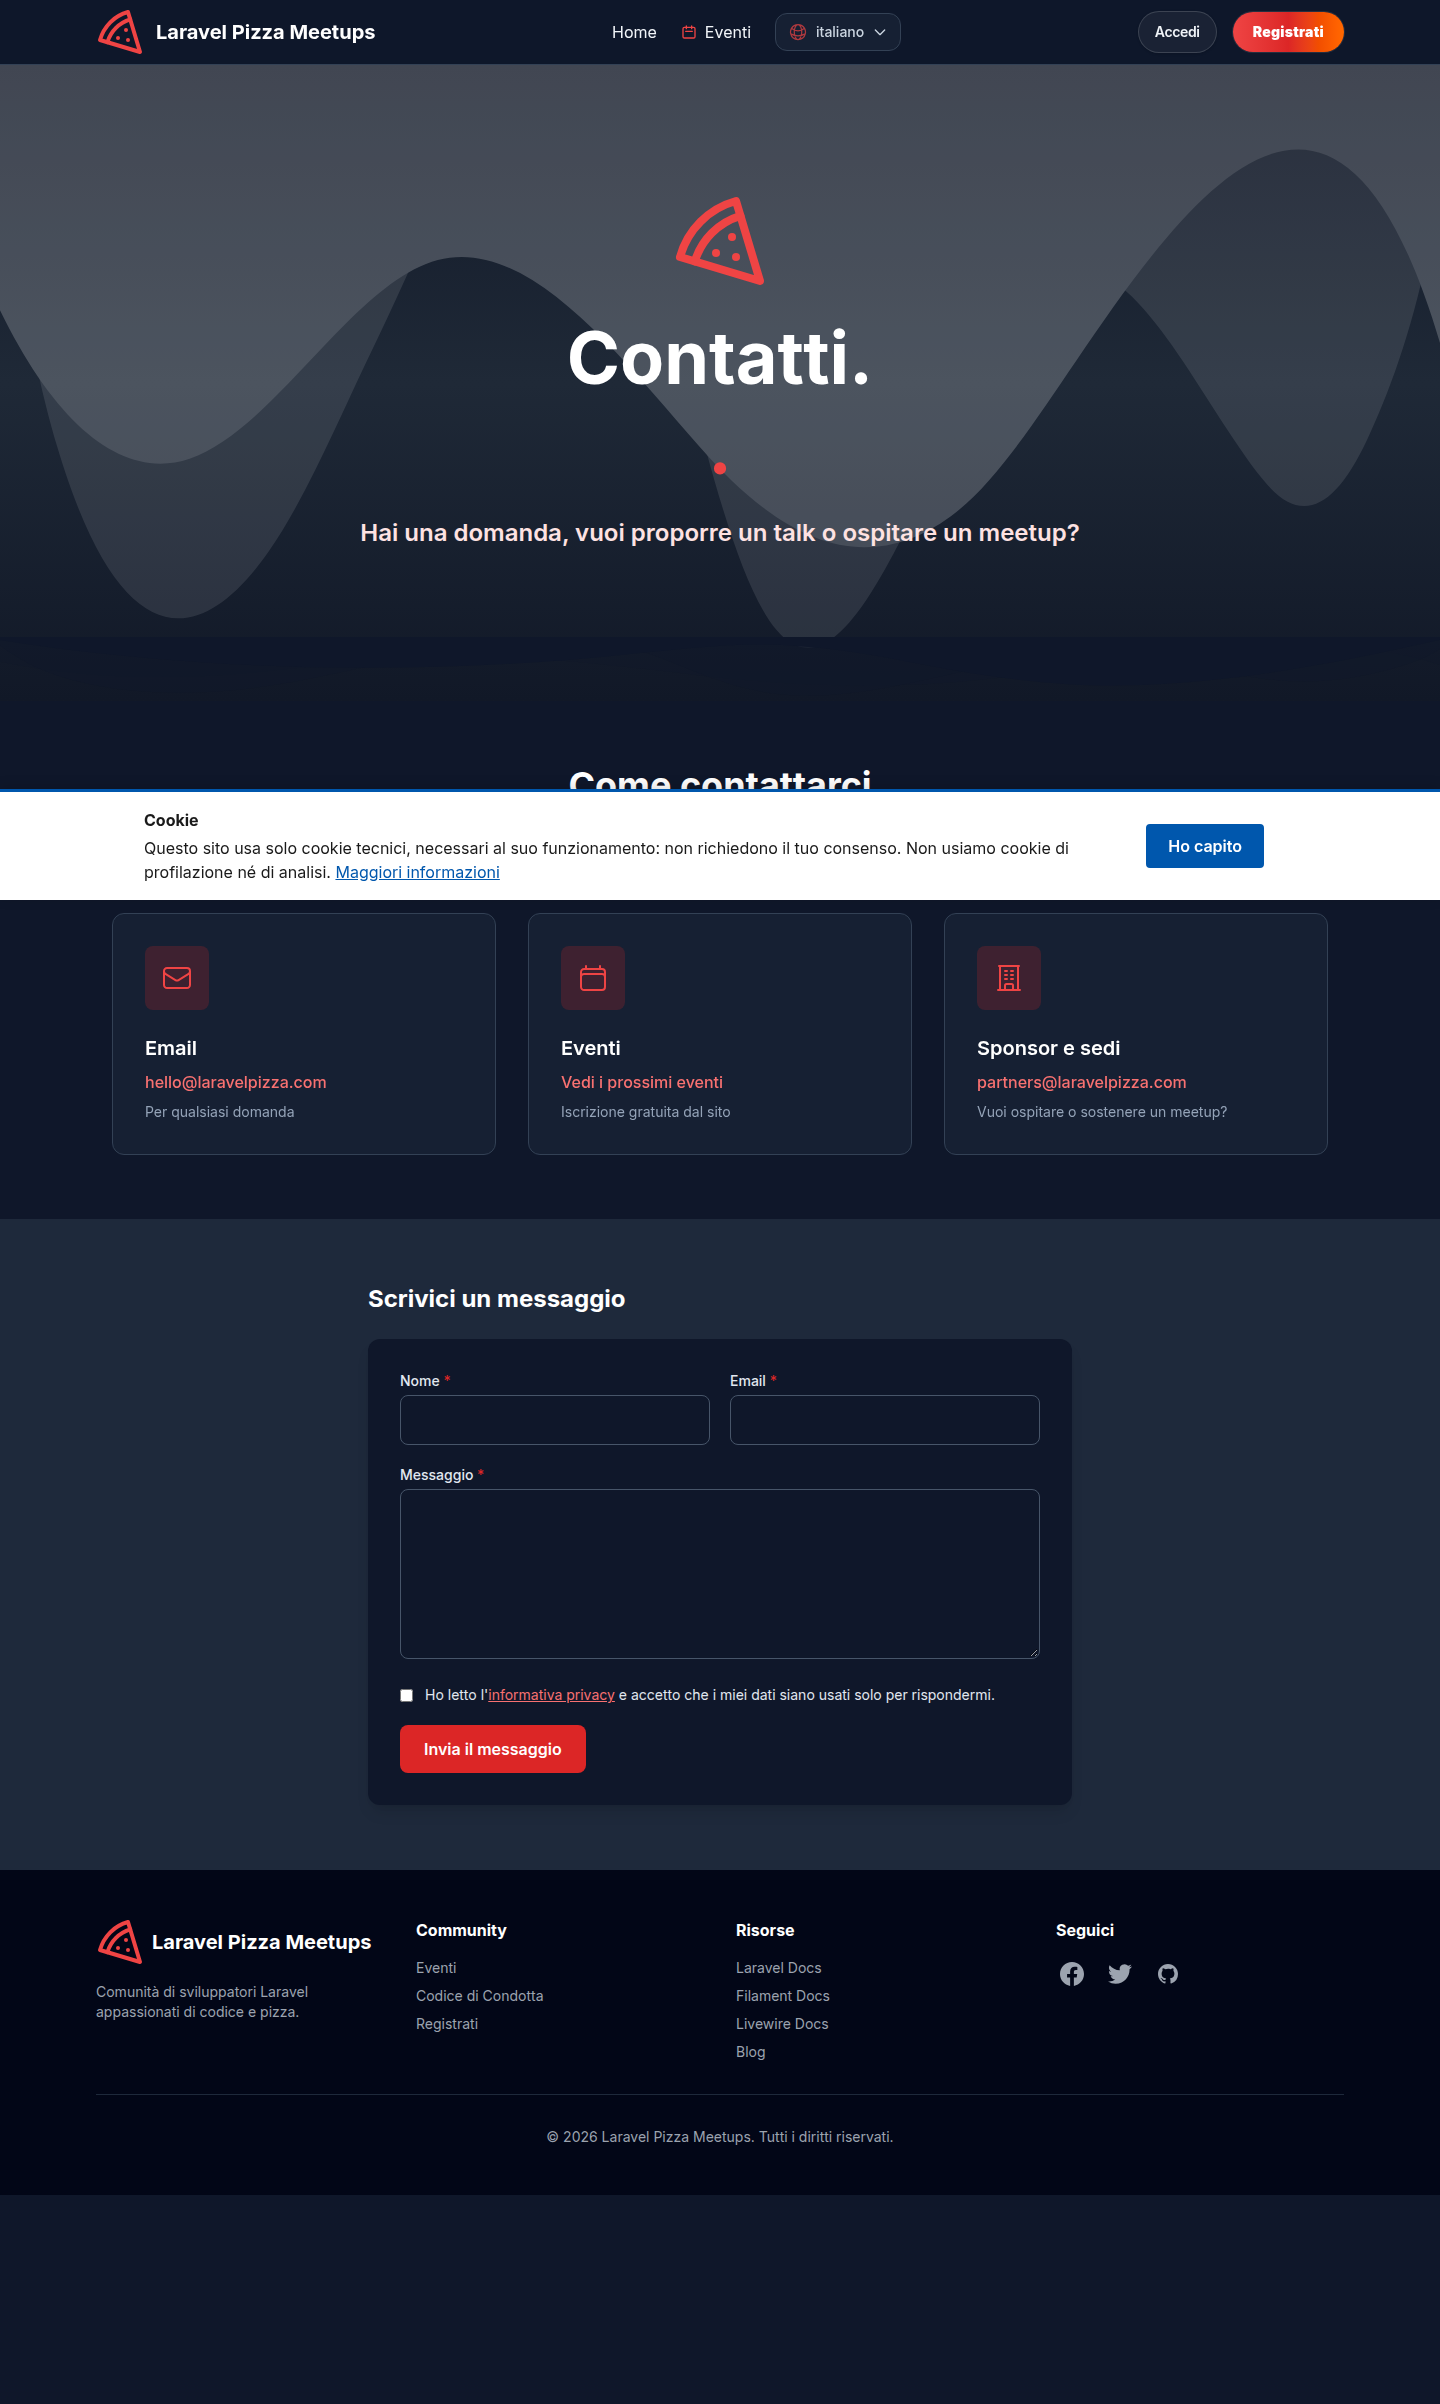 Laravel Pizza Meetups
Home
Eventi
italiano
Accedi
Registrati
Contatti.
Hai una domanda, vuoi proporre un talk o ospitare un meetup?
Come contattarci
Cookie
Questo sito usa solo cookie tecnici, necessari al suo funzionamento: non richiedono il tuo consenso. Non usiamo cookie di
profilazione né di analisi. Maggiori informazioni
Ho capito
Email
hello@laravelpizza.com
Per qualsiasi domanda
Eventi
Vedi i prossimi eventi
Iscrizione gratuita dal sito
Sponsor e sedi
partners@laravelpizza.com
Vuoi ospitare o sostenere un meetup?
Scrivici un messaggio
Nome *
Email *
Messaggio *
Ho letto l'informativa privacy e accetto che i miei dati siano usati solo per rispondermi.
Invia il messaggio
Laravel Pizza Meetups
Comunità di sviluppatori Laravel
appassionati di codice e pizza.
Community
Eventi
Codice di Condotta
Registrati
Risorse
Laravel Docs
Filament Docs
Livewire Docs
Blog
Seguici
© 2026 Laravel Pizza Meetups. Tutti i diritti riservati.